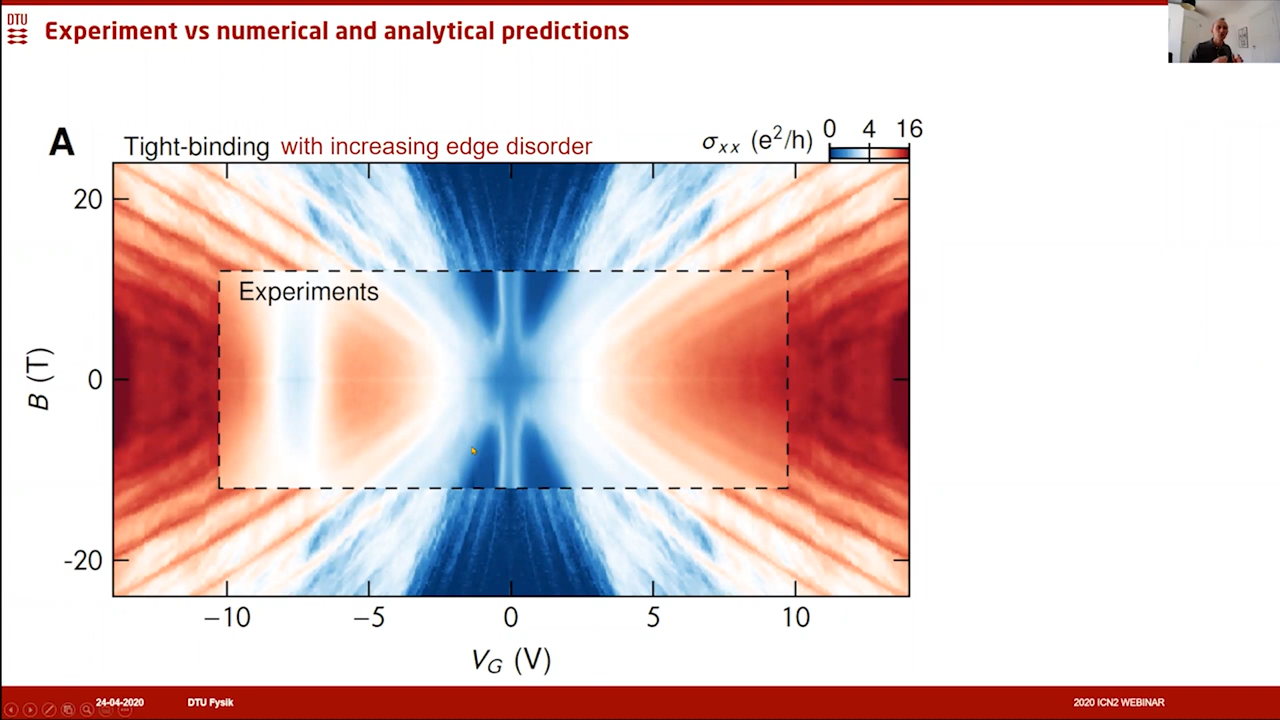 DTU
Experiment vs numerical and analytical predictions
A
Tight-binding with increasing edge disorder
σxx (e²/h)
0 4 16
Experiments
20
0
-20
B (T)
−10 −5 0 5 10
VG (V)
24-04-2020 DTU Fysik 2020 ICN2 WEBINAR